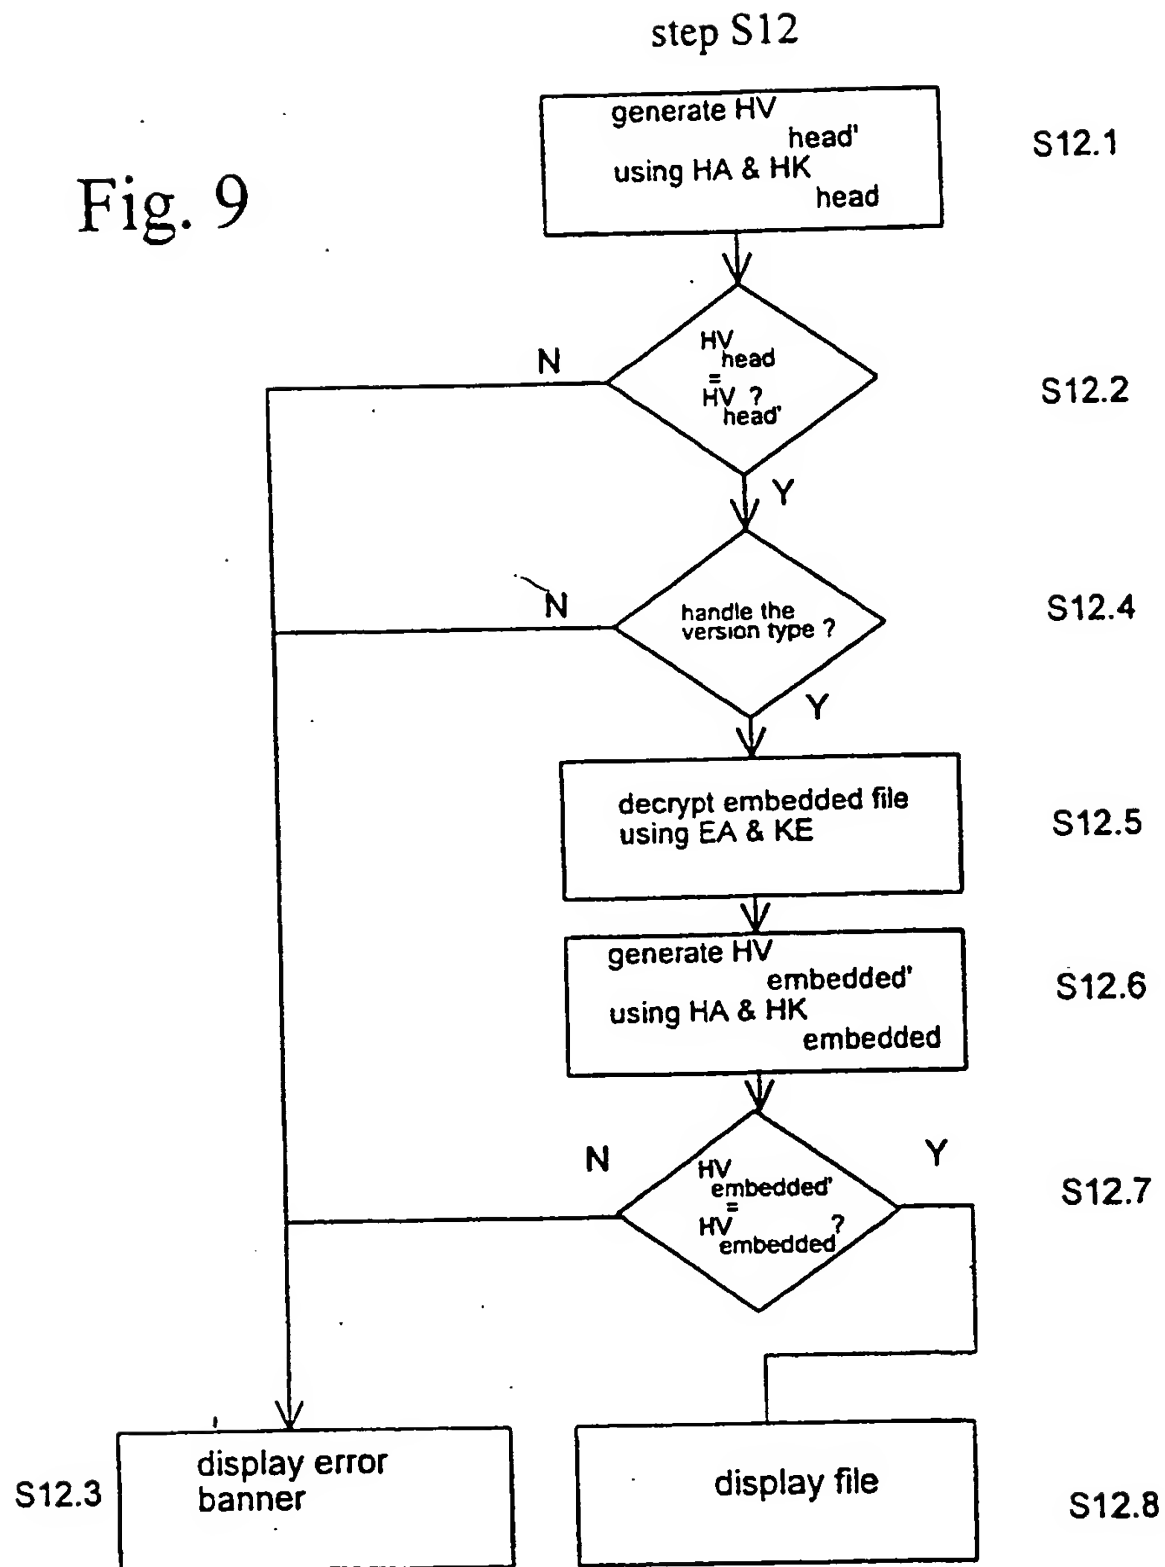 step S12
Fig. 9
generate HV
head'
using HA & HK
head
S12.1
HV
head
=
HV ?
head'
N
Y
S12.2
handle the
version type ?
N
Y
S12.4
decrypt embedded file
using EA & KE
S12.5
generate HV
embedded'
using HA & HK
embedded
S12.6
N
HV
embedded'
=
HV ?
embedded
Y
S12.7
S12.3
display error
banner
display file
S12.8